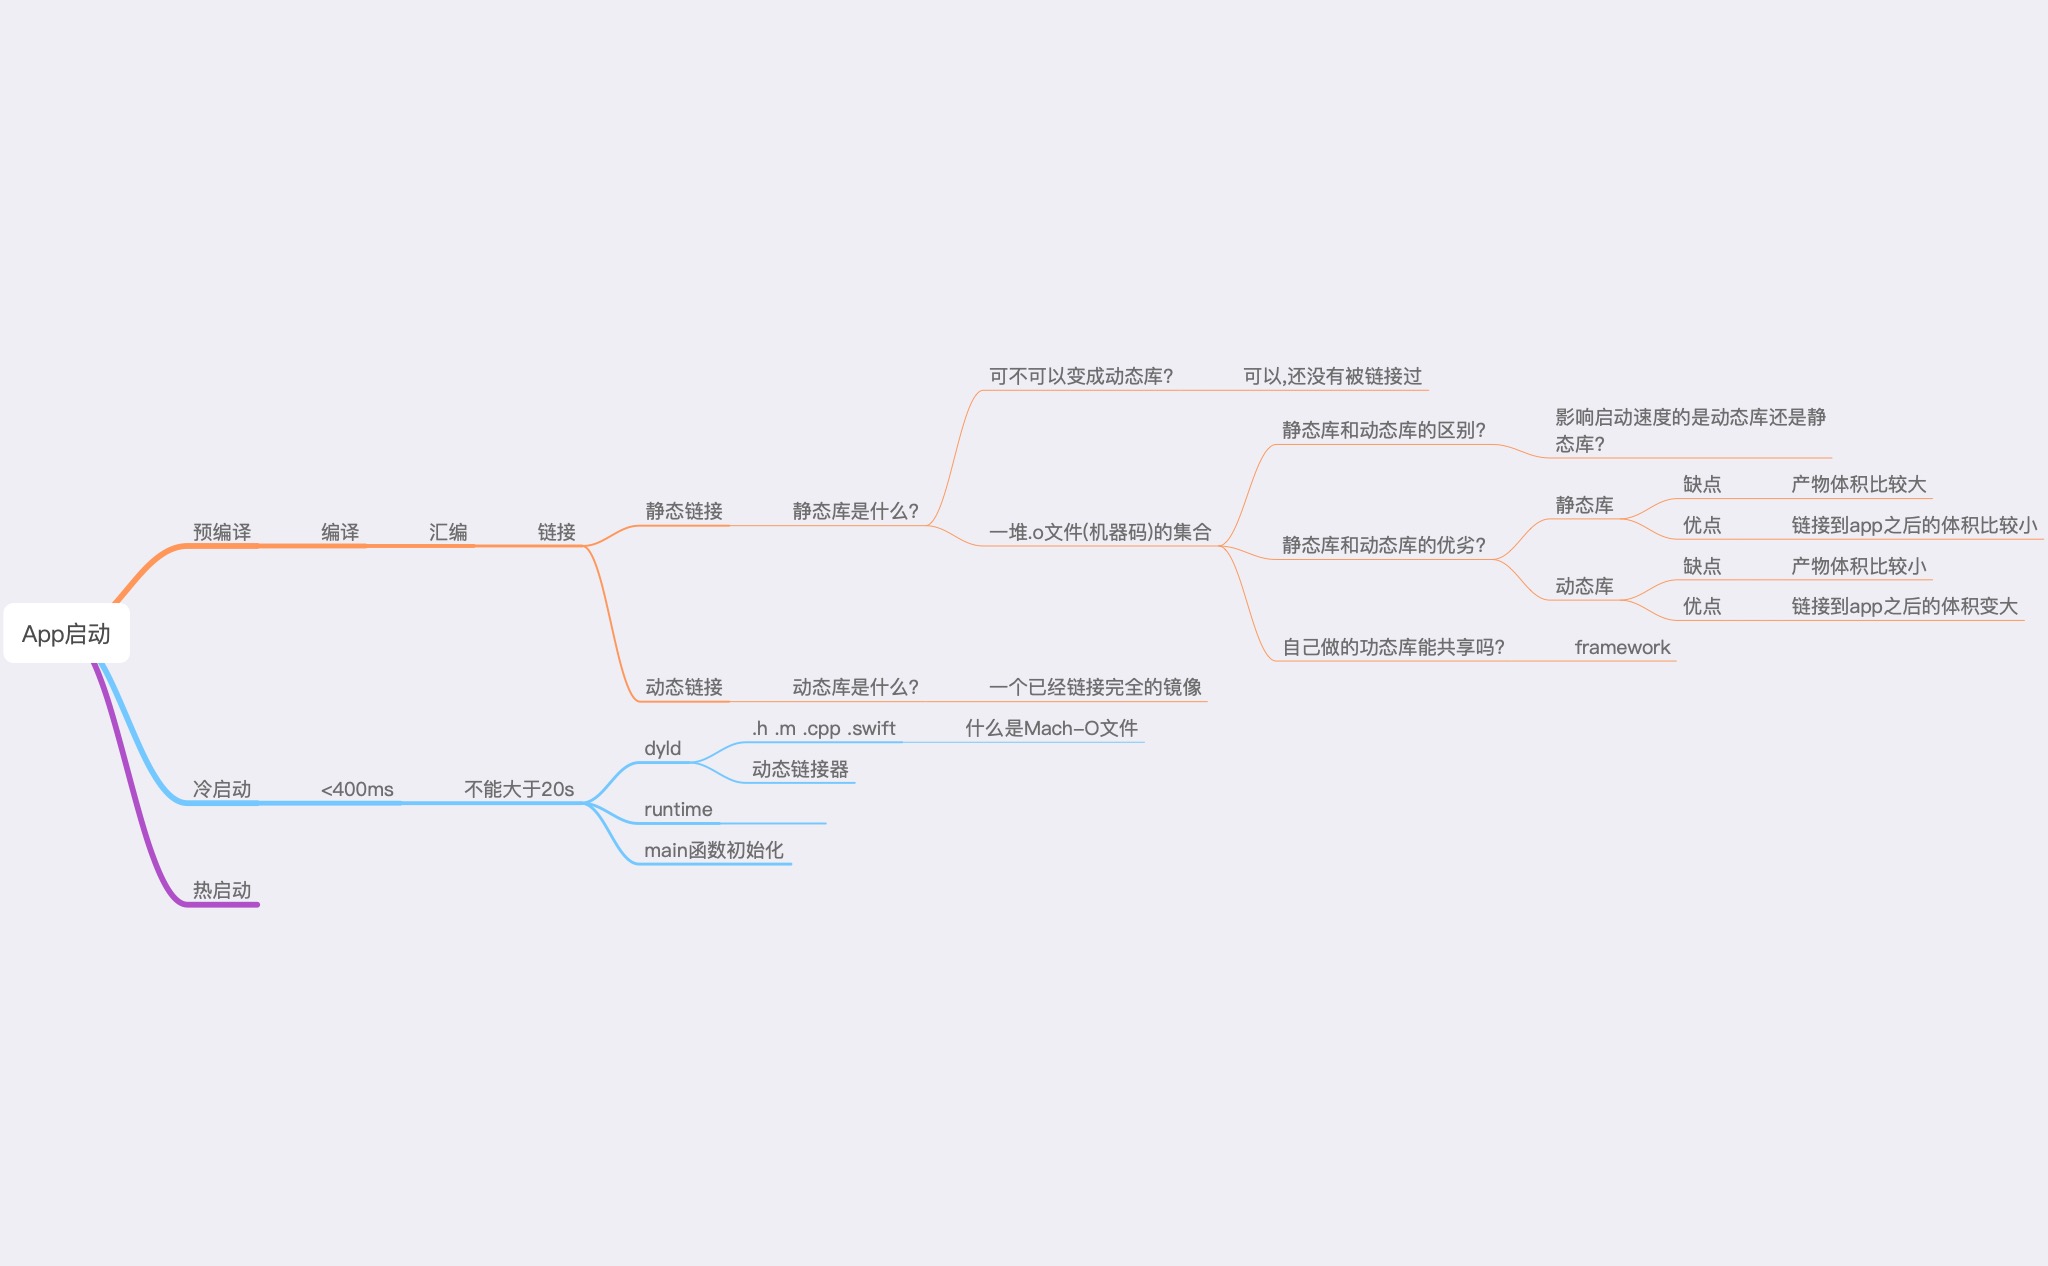 App启动
预编译
编译
汇编
链接
静态链接
静态库是什么?
可不可以变成动态库?
可以,还没有被链接过
一堆.o文件(机器码)的集合
静态库和动态库的区别?
影响启动速度的是动态库还是静
态库?
静态库和动态库的优劣?
静态库
缺点
产物体积比较大
优点
链接到app之后的体积比较小
动态库
缺点
产物体积比较小
优点
链接到app之后的体积变大
自己做的功态库能共享吗?
framework
动态链接
动态库是什么?
一个已经链接完全的镜像
冷启动
<400ms
不能大于20s
dyld
.h .m .cpp .swift
什么是Mach-O文件
动态链接器
runtime
main函数初始化
热启动